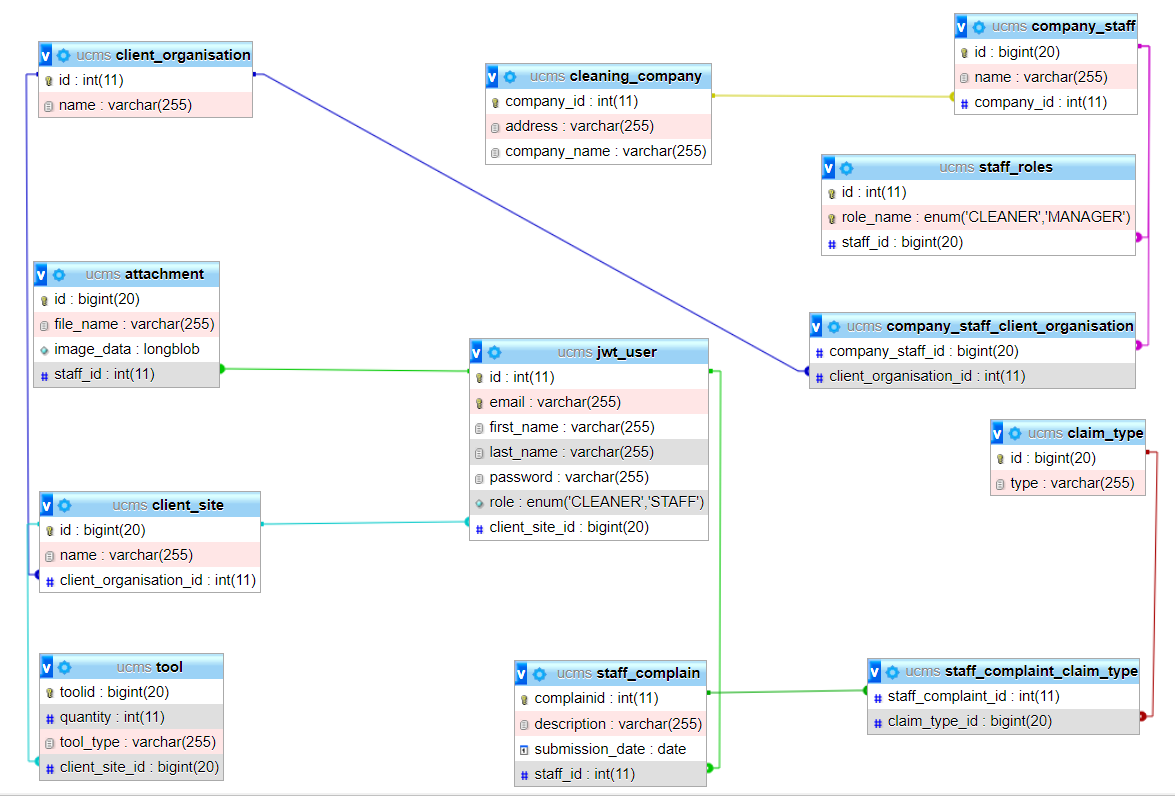 v ucms client_organisation
id : int(11)
name : varchar(255)
v ucms cleaning_company
company_id : int(11)
address : varchar(255)
company_name : varchar(255)
v ucms company_staff
id : bigint(20)
name : varchar(255)
# company_id : int(11)
v ucms staff_roles
id : int(11)
role_name : enum('CLEANER','MANAGER')
# staff_id : bigint(20)
v ucms attachment
id : bigint(20)
file_name : varchar(255)
image_data : longblob
# staff_id : int(11)
v ucms company_staff_client_organisation
# company_staff_id : bigint(20)
# client_organisation_id : int(11)
v ucms jwt_user
id : int(11)
email : varchar(255)
first_name : varchar(255)
last_name : varchar(255)
password : varchar(255)
role : enum('CLEANER','STAFF')
# client_site_id : bigint(20)
v ucms claim_type
id : bigint(20)
type : varchar(255)
v ucms client_site
id : bigint(20)
name : varchar(255)
# client_organisation_id : int(11)
v ucms tool
toolid : bigint(20)
# quantity : int(11)
tool_type : varchar(255)
# client_site_id : bigint(20)
v ucms staff_complain
complainid : int(11)
description : varchar(255)
submission_date : date
# staff_id : int(11)
v ucms staff_complaint_claim_type
# staff_complaint_id : int(11)
# claim_type_id : bigint(20)